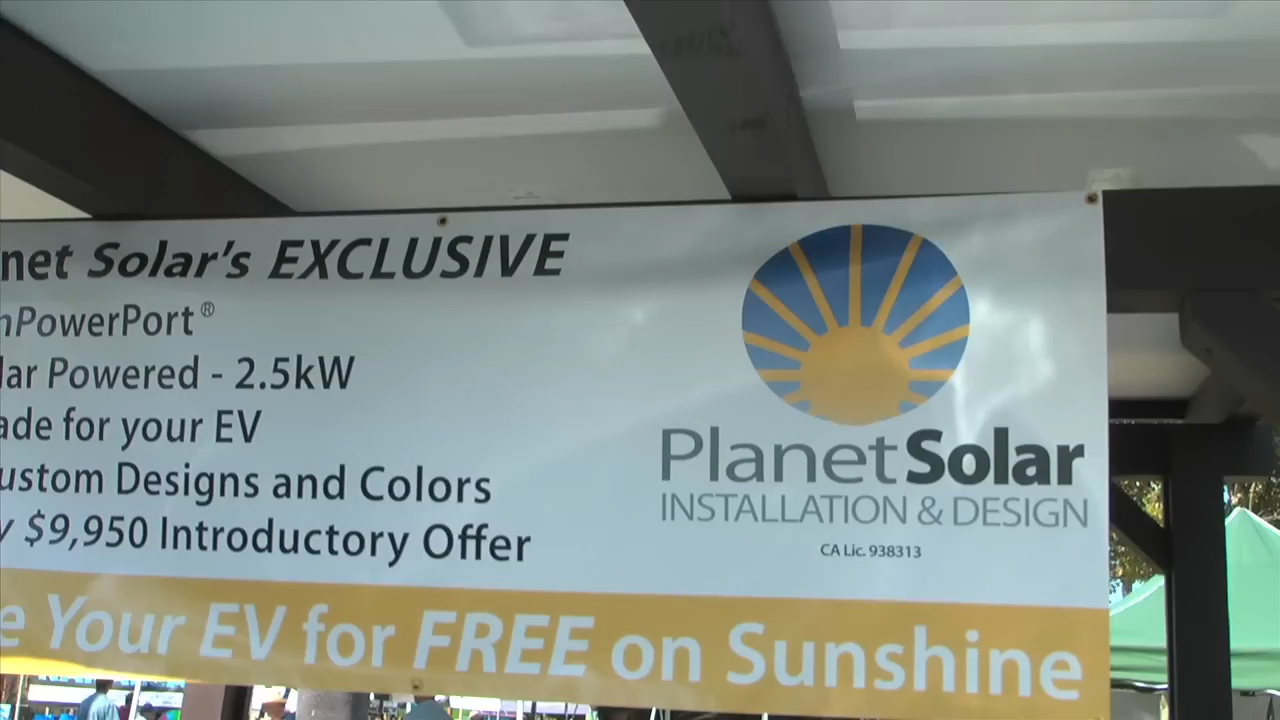 net Solar's EXCLUSIVE
nPowerPort®
lar Powered - 2.5kW
ade for your EV
ustom Designs and Colors
y $9,950 Introductory Offer
PlanetSolar
INSTALLATION & DESIGN
CA Lic. 938313
e Your EV for FREE on Sunshine